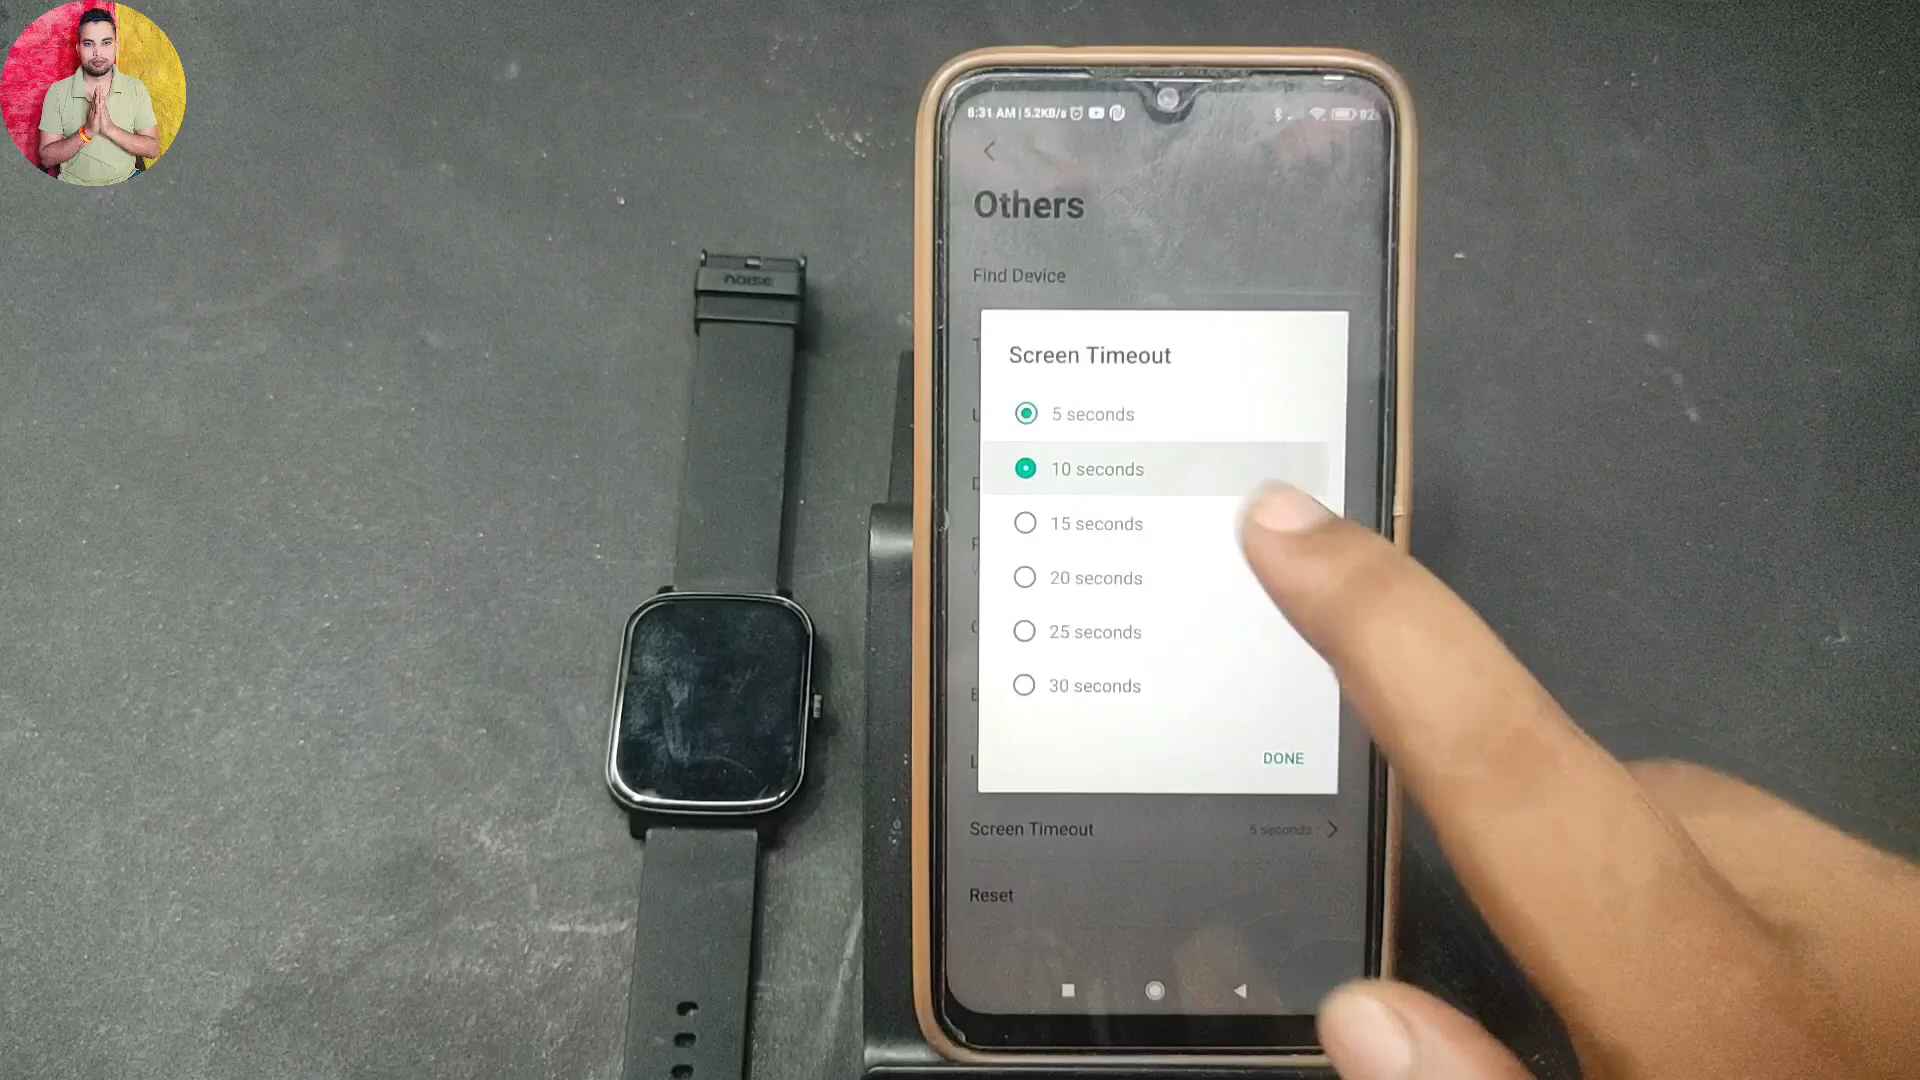 noise
8:31 AM | 5.2KB/s
82
Others
Find Device
Screen Timeout
5 seconds
10 seconds
15 seconds
20 seconds
25 seconds
30 seconds
DONE
Screen Timeout 5 seconds
Reset